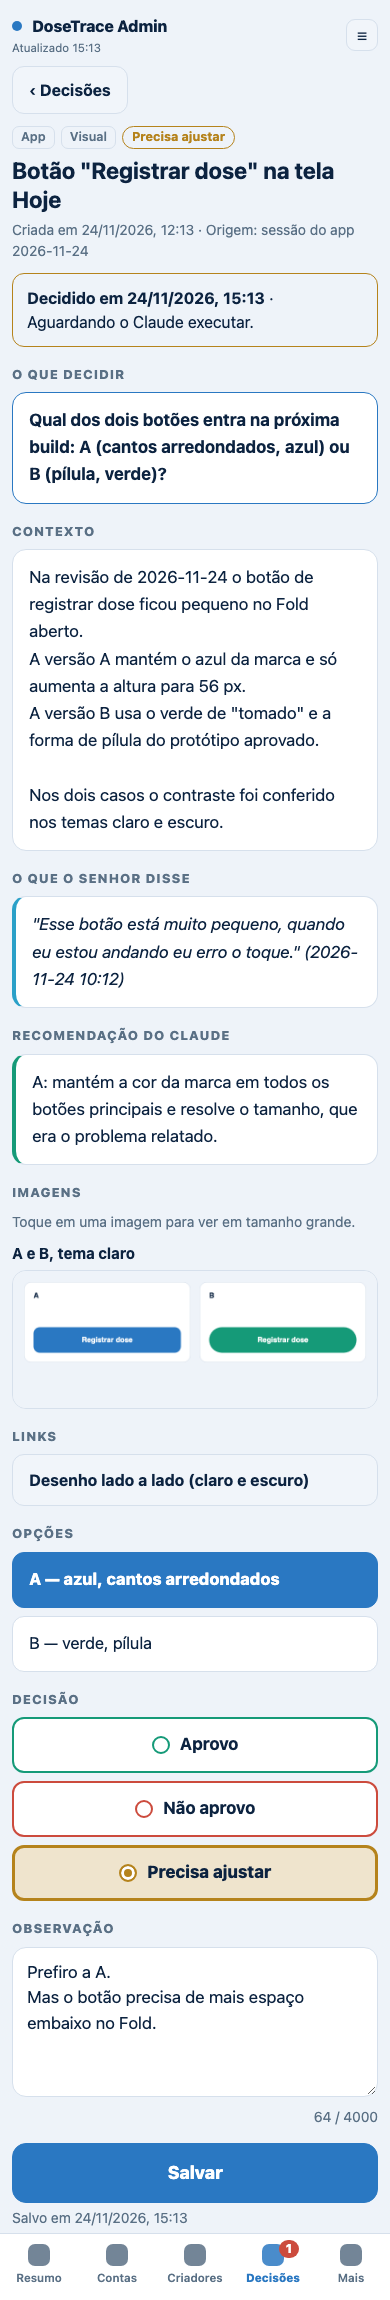 DoseTrace Admin
Atualizado 15:13
≡
‹ Decisões
App
Visual
Precisa ajustar
Botão "Registrar dose" na tela
Hoje
Criada em 24/11/2026, 12:13 · Origem: sessão do app
2026-11-24
Decidido em 24/11/2026, 15:13 ·
Aguardando o Claude executar.
O QUE DECIDIR
Qual dos dois botões entra na próxima
build: A (cantos arredondados, azul) ou
B (pílula, verde)?
CONTEXTO
Na revisão de 2026-11-24 o botão de
registrar dose ficou pequeno no Fold
aberto.
A versão A mantém o azul da marca e só
aumenta a altura para 56 px.
A versão B usa o verde de "tomado" e a
forma de pílula do protótipo aprovado.
Nos dois casos o contraste foi conferido
nos temas claro e escuro.
O QUE O SENHOR DISSE
"Esse botão está muito pequeno, quando
eu estou andando eu erro o toque." (2026-
11-24 10:12)
RECOMENDAÇÃO DO CLAUDE
A: mantém a cor da marca em todos os
botões principais e resolve o tamanho, que
era o problema relatado.
IMAGENS
Toque em uma imagem para ver em tamanho grande.
A e B, tema claro
A
B
Registrar dose
Registrar dose
LINKS
Desenho lado a lado (claro e escuro)
OPÇÕES
A — azul, cantos arredondados
B — verde, pílula
DECISÃO
Aprovo
Não aprovo
Precisa ajustar
OBSERVAÇÃO
Prefiro a A.
Mas o botão precisa de mais espaço
embaixo no Fold.
64 / 4000
Salvar
Salvo em 24/11/2026, 15:13
1
Resumo
Contas
Criadores
Decisões
Mais